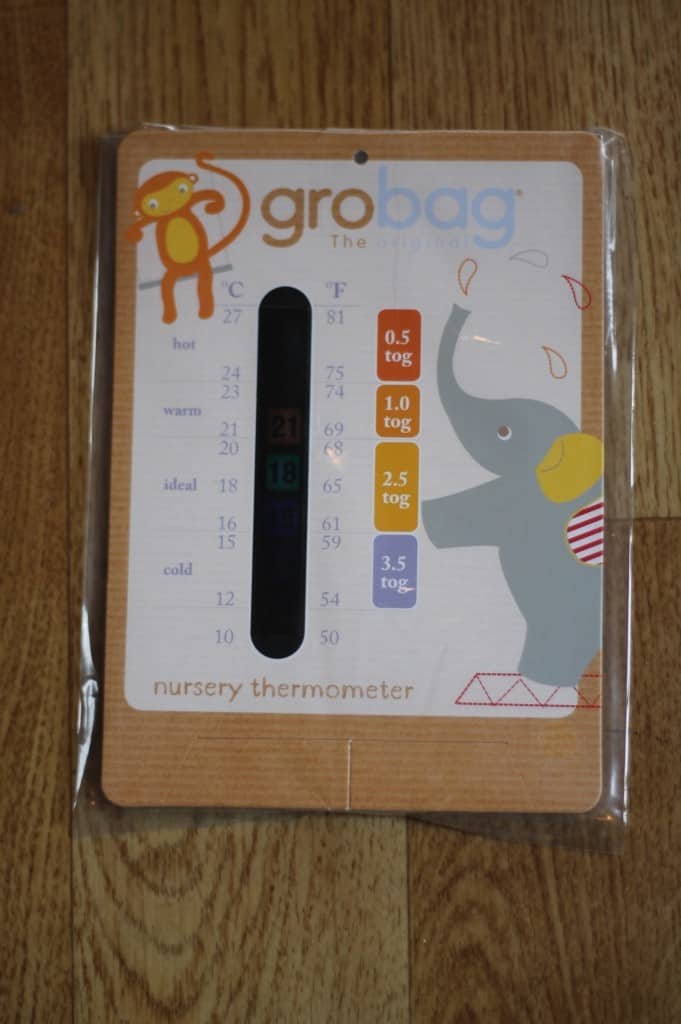 grobag
The original
°C °F
27 81
hot 0.5
tog
24 75
23 74
warm 1.0
tog
21 21 69
20 68
ideal 18 18 65 2.5
tog
16 15 61
15 59
cold 3.5
tog
12 54
10 50
nursery thermometer